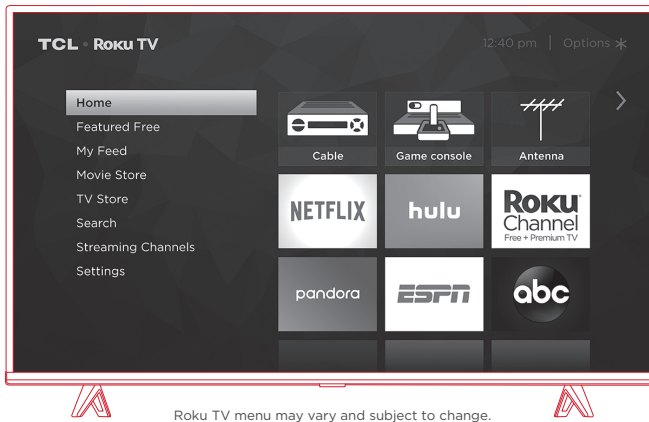 TCL • Roku TV
12:40 pm | Options
Home
Featured Free
My Feed
Movie Store
TV Store
Search
Streaming Channels
Settings
Cable
Game console
Antenna
NETFLIX
hulu
Roku
Channel
Free + Premium TV
pandora
ESPN
abc
Roku TV menu may vary and subject to change.